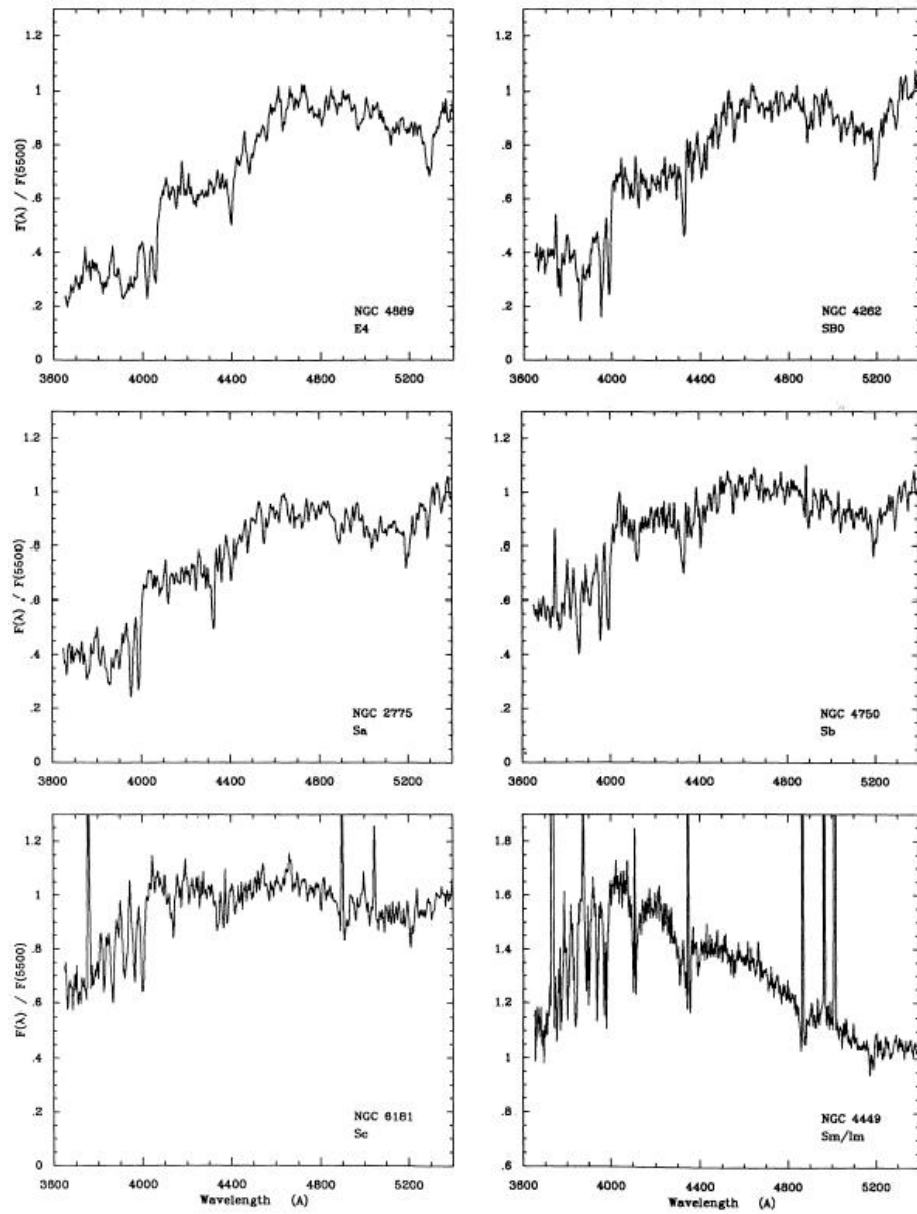 F(λ) / F(5500)
1.2
1
.8
.6
.4
.2
0
NGC 4889
E4
3600 4000 4400 4800 5200
1.2
1
.8
.6
.4
.2
0
NGC 4262
SB0
3600 4000 4400 4800 5200
F(λ) / F(5500)
1.2
1
.8
.6
.4
.2
0
NGC 2775
Sa
3600 4000 4400 4800 5200
1.2
1
.8
.6
.4
.2
0
NGC 4750
Sb
3600 4000 4400 4800 5200
F(λ) / F(5500)
1.2
1
.8
.6
.4
.2
0
NGC 6181
Sc
3600 4000 4400 4800 5200
Wavelength (A)
1.8
1.6
1.4
1.2
1
.8
.6
NGC 4449
Sm/Im
3600 4000 4400 4800 5200
Wavelength (A)